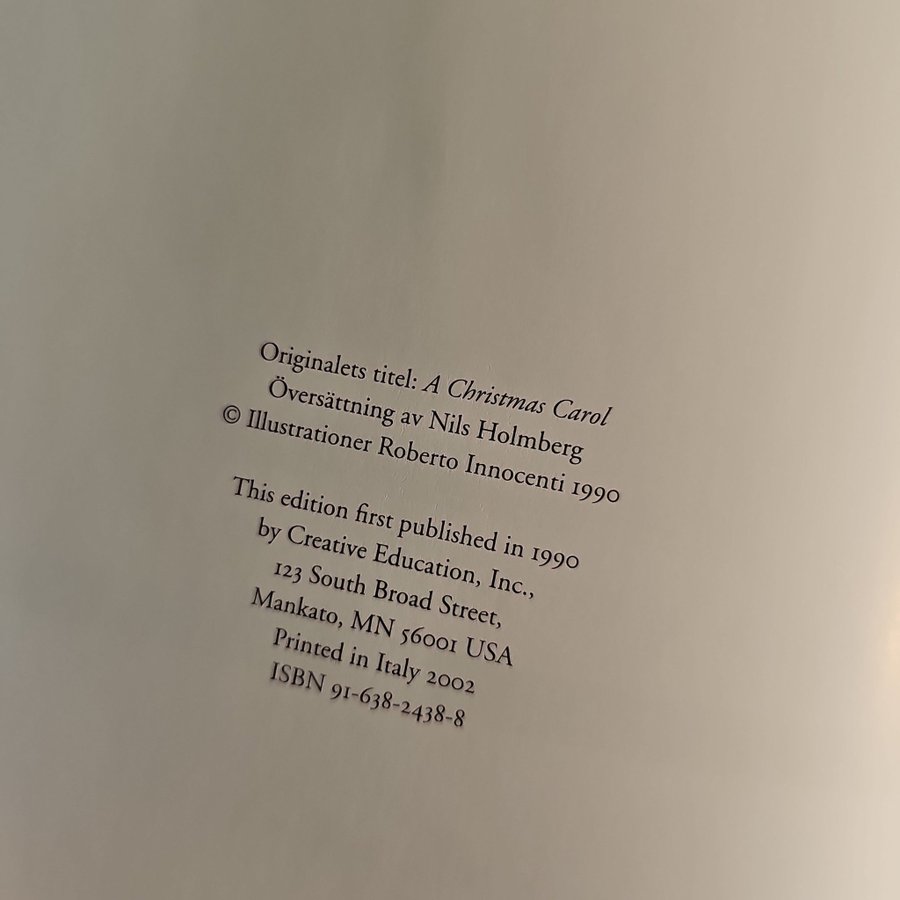 Originalets titel: A Christmas Carol
Översättning av Nils Holmberg
© Illustrationer Roberto Innocenti 1990
This edition first published in 1990
by Creative Education, Inc.,
123 South Broad Street,
Mankato, MN 56001 USA
Printed in Italy 2002
ISBN 91-638-2438-8